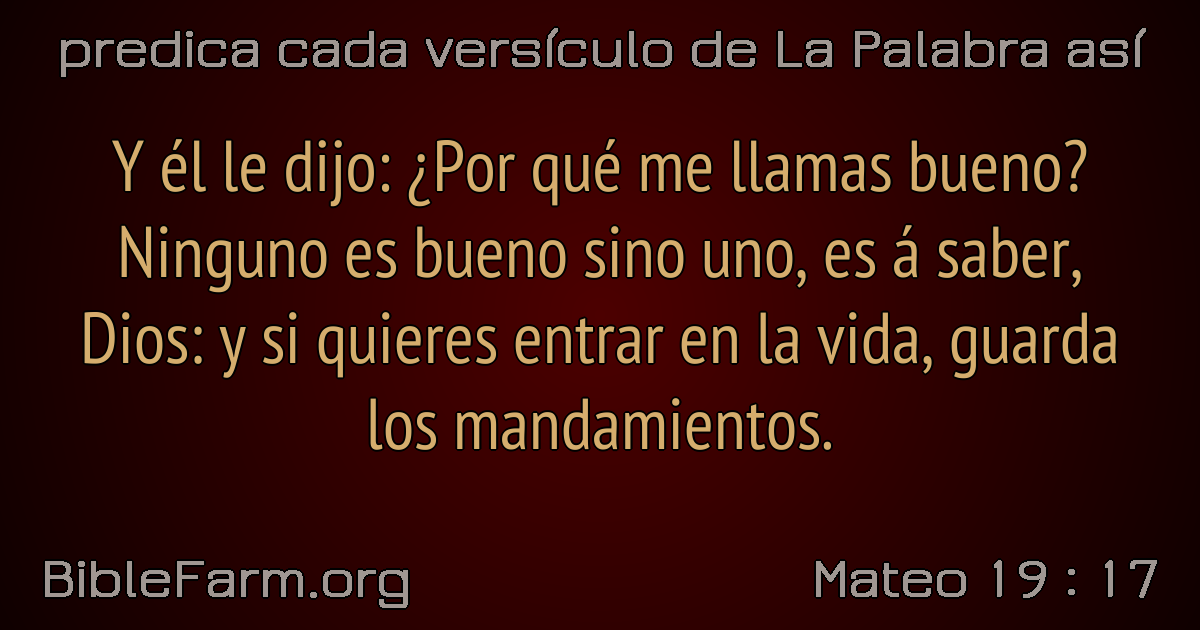 predica cada versículo de La Palabra así
Y él le dijo: ¿Por qué me llamas bueno?
Ninguno es bueno sino uno, es á saber,
Dios: y si quieres entrar en la vida, guarda
los mandamientos.
BibleFarm.org
Mateo 19 : 17